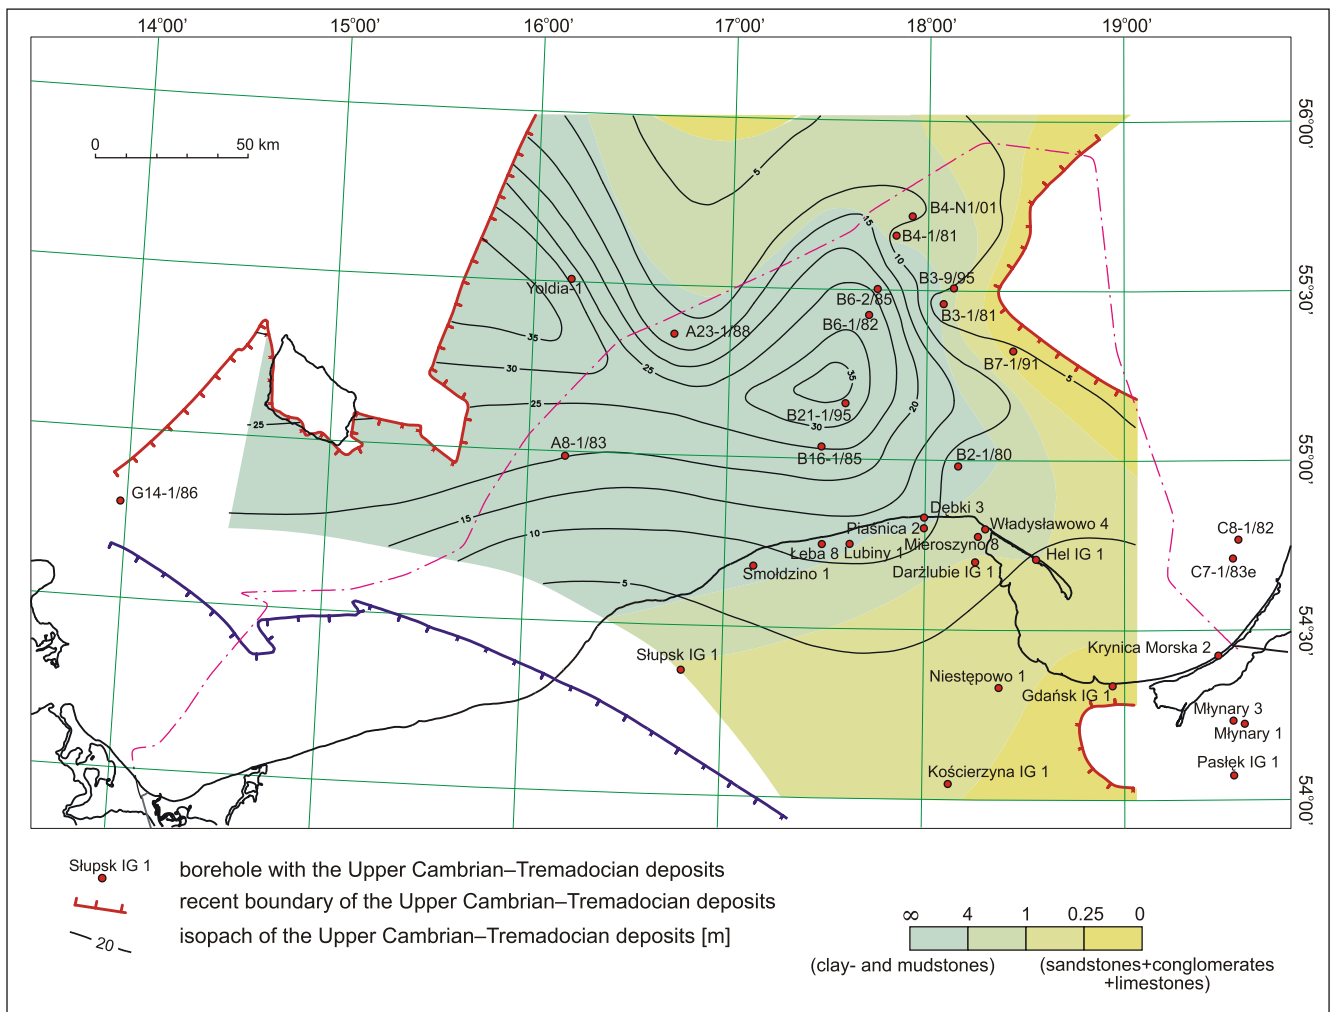 14°00' 15°00' 16°00' 17°00' 18°00' 19°00'
56°00'
0 50 km
5
B4-N1/01
15
B4-1/81
10
B3-9/95
Yoldia-1
B6-2/85
55°30'
B6-1/82
B3-1/81
A23-1/88
35
B7-1/91
30
25
35
5
25
20
B21-1/95
25
30
A8-1/83
B16-1/85
B2-1/80
55°00'
G14-1/86
Dębki 3
15
Piaśnica 2
Władysławowo 4
10
C8-1/82
Łeba 8 Lubiny 1
Mieroszyno 8
Hel IG 1
Smołdzino 1
Darżlubie IG 1
C7-1/83e
5
54°30'
Krynica Morska 2
Słupsk IG 1
Niestępowo 1
Gdańsk IG 1
Młynary 3
Młynary 1
Kościerzyna IG 1
Pasłęk IG 1
54°00'
Słupsk IG 1 borehole with the Upper Cambrian–Tremadocian deposits
recent boundary of the Upper Cambrian–Tremadocian deposits
20 isopach of the Upper Cambrian–Tremadocian deposits [m]
∞ 4 1 0.25 0
(clay- and mudstones) (sandstones+conglomerates
+limestones)